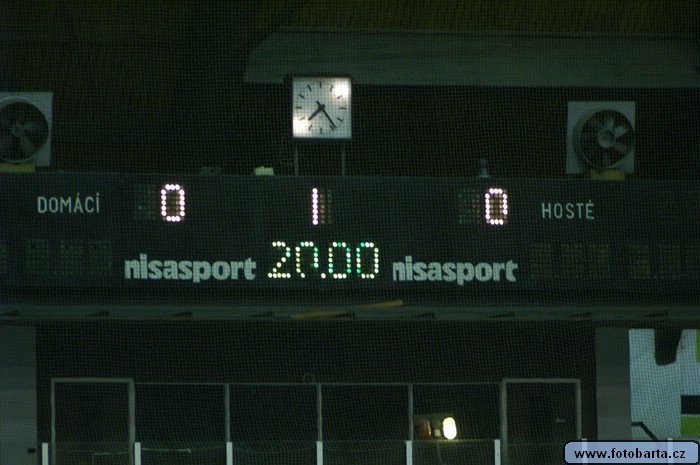 DOMÁCÍ 0 1 0 HOSTÉ
nisasport 20.00 nisasport
www.fotobarta.cz